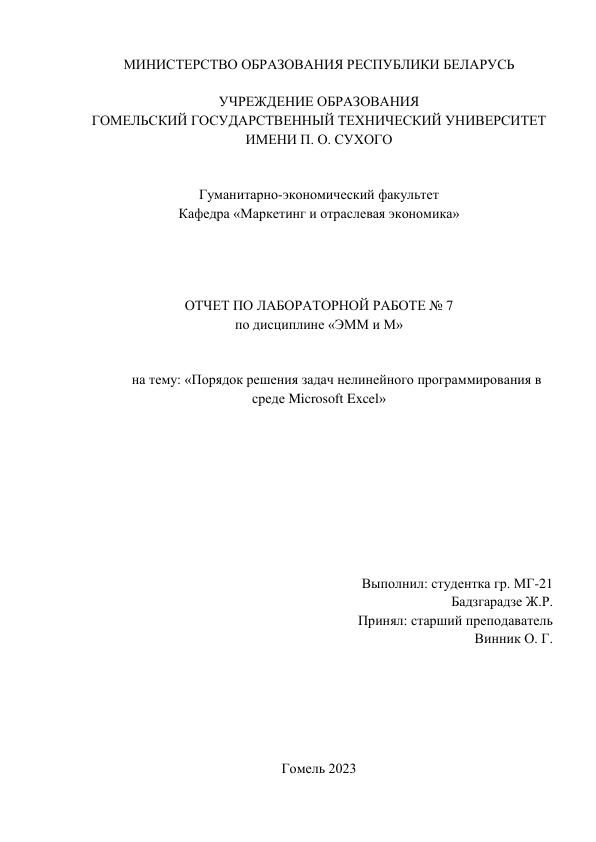 МИНИСТЕРСТВО ОБРАЗОВАНИЯ РЕСПУБЛИКИ БЕЛАРУСЬ
УЧРЕЖДЕНИЕ ОБРАЗОВАНИЯ
ГОМЕЛЬСКИЙ ГОСУДАРСТВЕННЫЙ ТЕХНИЧЕСКИЙ УНИВЕРСИТЕТ
ИМЕНИ П. О. СУХОГО
Гуманитарно-экономический факультет
Кафедра «Маркетинг и отраслевая экономика»
ОТЧЕТ ПО ЛАБОРАТОРНОЙ РАБОТЕ № 7
по дисциплине «ЭММ и М»
на тему: «Порядок решения задач нелинейного программирования в
среде Microsoft Excel»
Выполнил: студентка гр. МГ-21
Бадзгарадзе Ж.Р.
Принял: старший преподаватель
Винник О. Г.
Гомель 2023